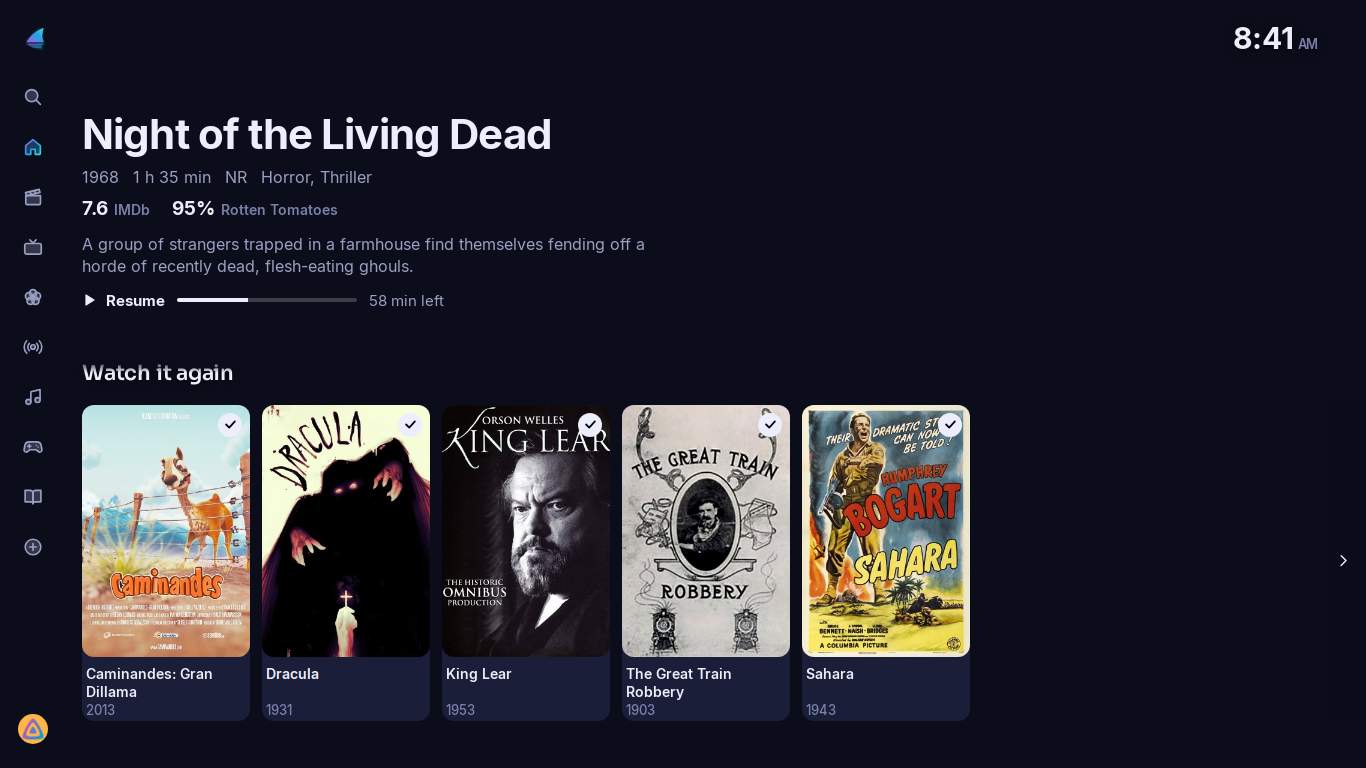 8:41 AM
Night of the Living Dead
1968 1 h 35 min NR Horror, Thriller
7.6 IMDb 95% Rotten Tomatoes
A group of strangers trapped in a farmhouse find themselves fending off a
horde of recently dead, flesh-eating ghouls.
Resume 58 min left
Watch it again
Caminandes
DRACULA
ORSON WELLES
KING LEAR
THE HISTORIC
OMNIBUS
PRODUCTION
THE GREAT TRAIN
ROBBERY
THEIR DRAMATIC
CAN NOW
BE TOLD!
HUMPHREY
BOGART
SAHARA
BENNETT · NAISH · BRIDGES
A COLUMBIA PICTURE
Caminandes: Gran
Dillama
2013
Dracula
1931
King Lear
1953
The Great Train
Robbery
1903
Sahara
1943